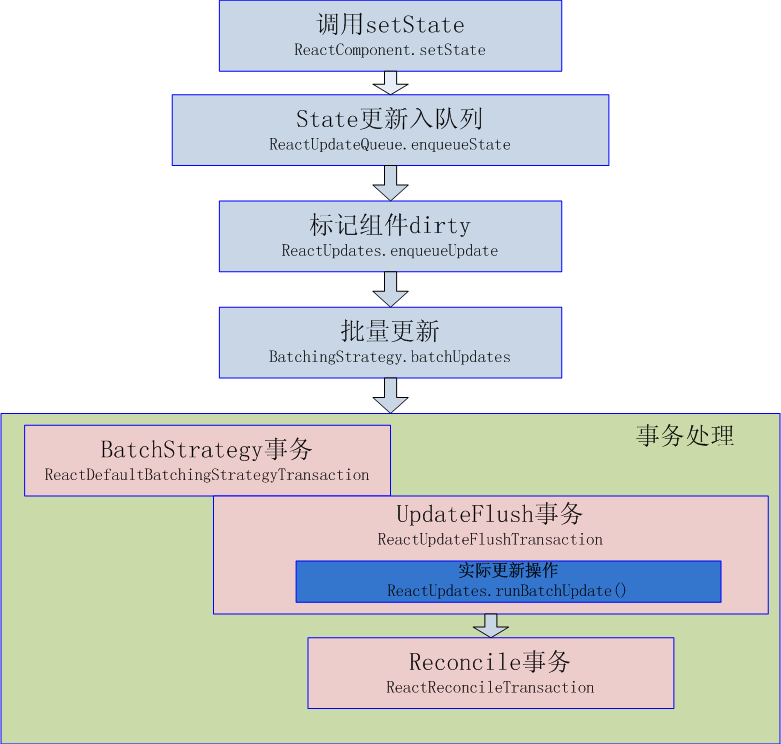 调用setState
ReactComponent.setState
State更新入队列
ReactUpdateQueue.enqueueState
标记组件dirty
ReactUpdates.enqueueUpdate
批量更新
BatchingStrategy.batchUpdates
事务处理
BatchStrategy事务
ReactDefaultBatchingStrategyTransaction
UpdateFlush事务
ReactUpdateFlushTransaction
实际更新操作
ReactUpdates.runBatchUpdate()
Reconcile事务
ReactReconcileTransaction